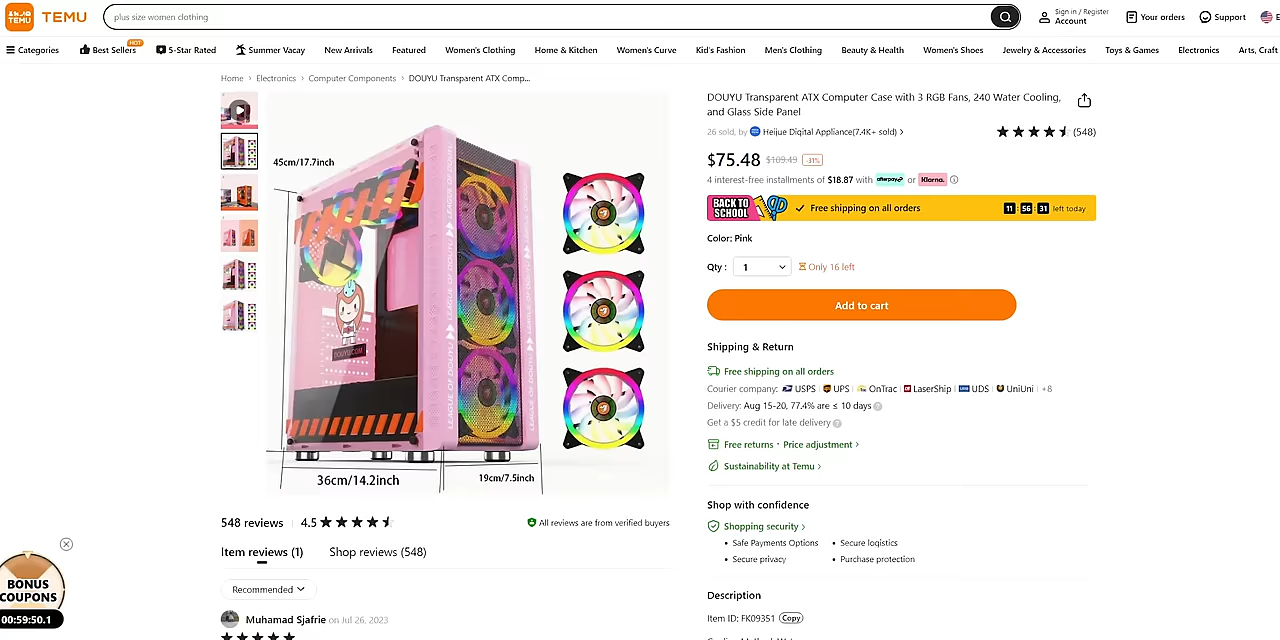 TEMU
TEMU
plus size women clothing
Sign in / Register
Account
Your orders
Support
E
Categories
Best Sellers
HOT
5-Star Rated
Summer Vacay
New Arrivals
Featured
Women's Clothing
Home & Kitchen
Women's Curve
Kid's Fashion
Men's Clothing
Beauty & Health
Women's Shoes
Jewelry & Accessories
Toys & Games
Electronics
Arts, Craft
Home › Electronics › Computer Components › DOUYU Transparent ATX Comp...
45cm/17.7inch
LEAGUE OF DOUYU
LEAGUE OF DOUYU
DOUYU.COM
36cm/14.2inch
19cm/7.5inch
DOUYU Transparent ATX Computer Case with 3 RGB Fans, 240 Water Cooling,
and Glass Side Panel
26 sold, by Heijue Digital Appliance(7.4K+ sold) ›
(548)
$75.48 $109.49 -31%
4 interest-free installments of $18.87 with afterpay or Klarna.
BACK TO
SCHOOL
Free shipping on all orders
11 : 56 : 31 left today
Color: Pink
Qty : 1
Only 16 left
Add to cart
Shipping & Return
Free shipping on all orders
Courier company: USPS UPS OnTrac LaserShip UDS UniUni +8
Delivery: Aug 15-20, 77.4% are ≤ 10 days
Get a $5 credit for late delivery
Free returns · Price adjustment ›
Sustainability at Temu ›
Shop with confidence
Shopping security ›
• Safe Payments Options • Secure logistics
• Secure privacy • Purchase protection
Description
Item ID: FK09351 Copy
548 reviews 4.5
All reviews are from verified buyers
Item reviews (1) Shop reviews (548)
Recommended
Muhamad Sjafrie on Jul 26, 2023
BONUS
COUPONS
00:59:50.1